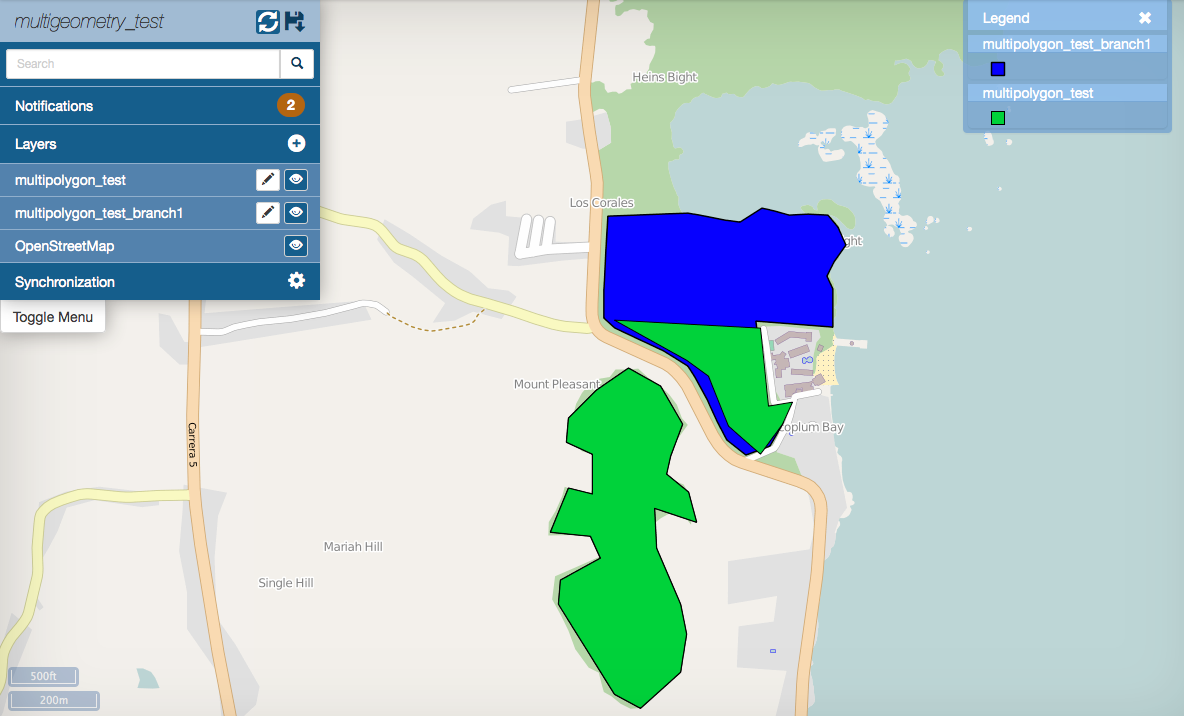 multigeometry_test
Search
Notifications
2
Layers
multipolygon_test
multipolygon_test_branch1
OpenStreetMap
Synchronization
Toggle Menu
Legend
multipolygon_test_branch1
multipolygon_test
Heins Bight
Los Corales
ght
Mount Pleasant
oplum Bay
Carrera 5
Mariah Hill
Single Hill
500ft
200m